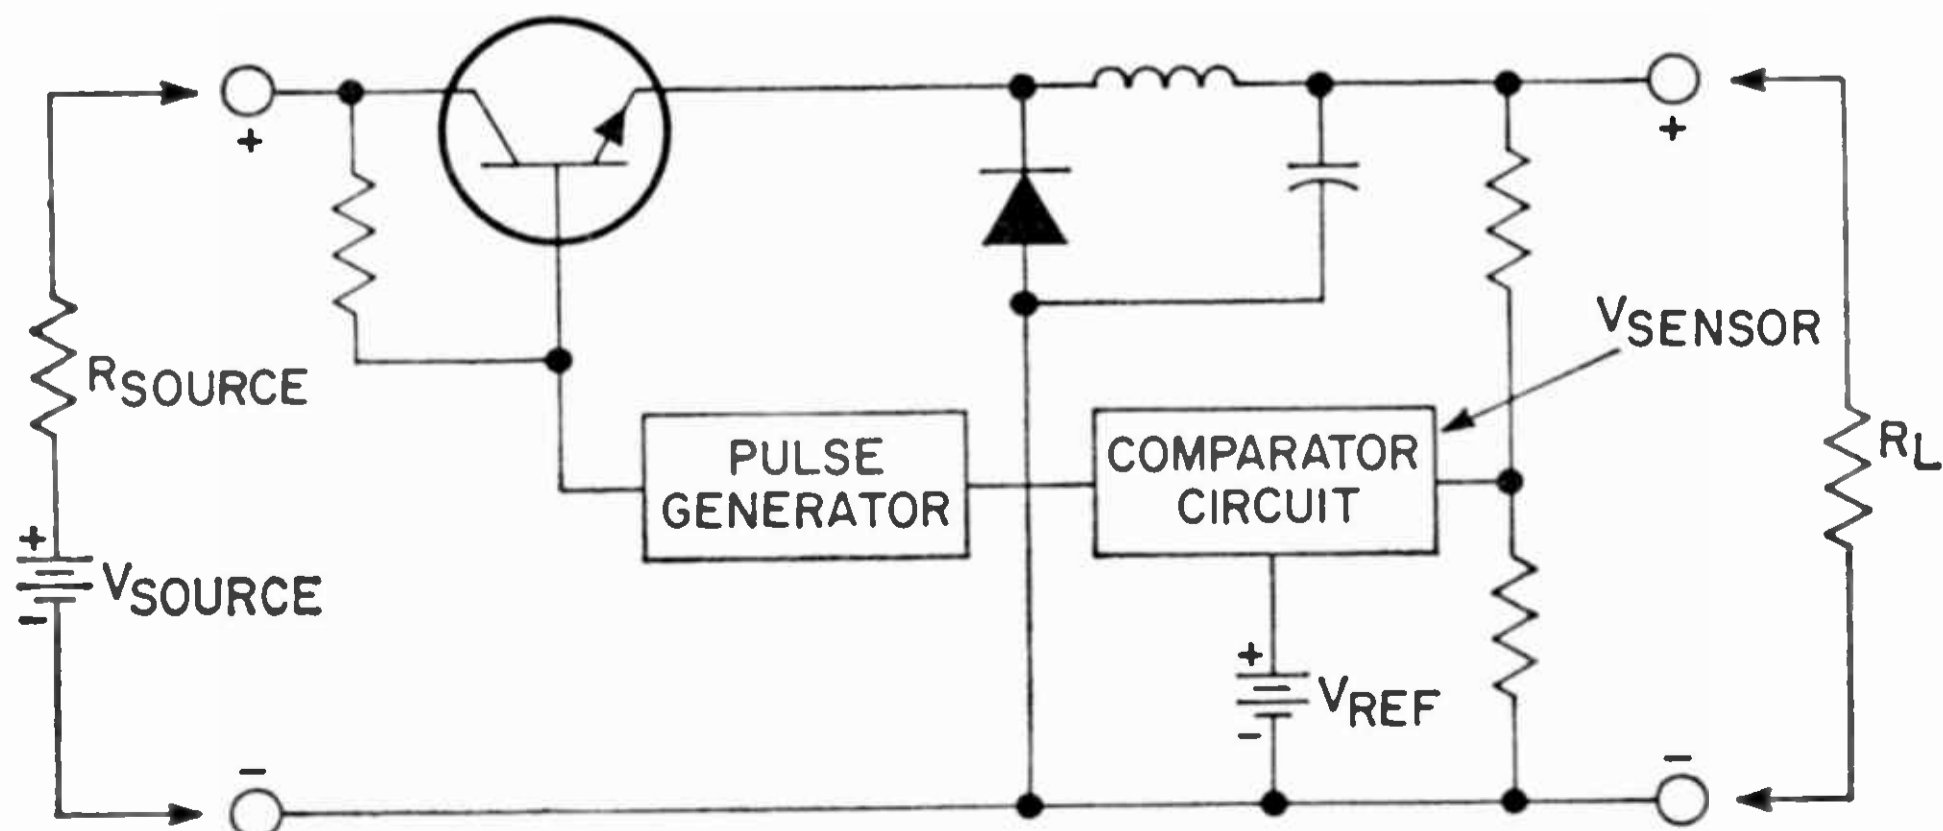 +
+
VSENSOR
RSOURCE
PULSE
GENERATOR
COMPARATOR
CIRCUIT
RL
+
VSOURCE
-
+
VREF
-
-
-